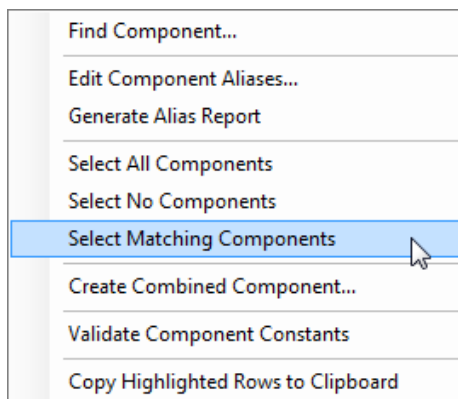 Find Component...
Edit Component Aliases...
Generate Alias Report
Select All Components
Select No Components
Select Matching Components
Create Combined Component...
Validate Component Constants
Copy Highlighted Rows to Clipboard